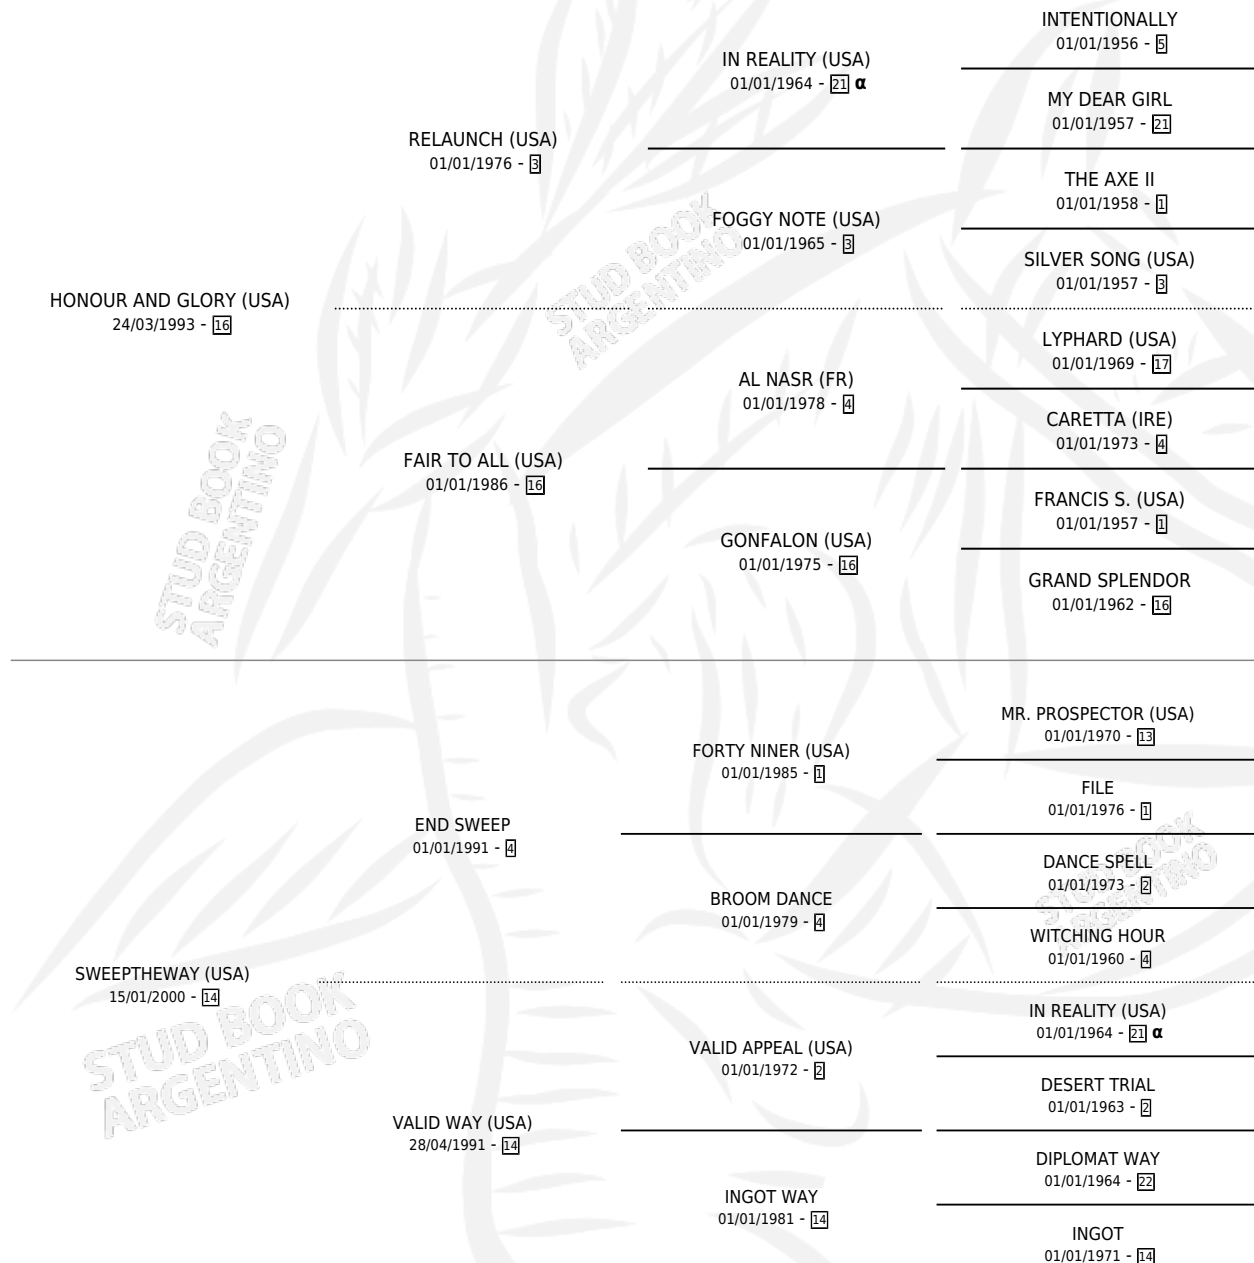 INTENTIONALLY
01/01/1956 - 5
IN REALITY (USA)
01/01/1964 - 21 α
MY DEAR GIRL
01/01/1957 - 21
RELAUNCH (USA)
01/01/1976 - 3
THE AXE II
01/01/1958 - 1
FOGGY NOTE (USA)
01/01/1965 - 3
SILVER SONG (USA)
01/01/1957 - 3
HONOUR AND GLORY (USA)
24/03/1993 - 16
LYPHARD (USA)
01/01/1969 - 17
AL NASR (FR)
01/01/1978 - 4
CARETTA (IRE)
01/01/1973 - 4
FAIR TO ALL (USA)
01/01/1986 - 16
FRANCIS S. (USA)
01/01/1957 - 1
GONFALON (USA)
01/01/1975 - 16
GRAND SPLENDOR
01/01/1962 - 16
MR. PROSPECTOR (USA)
01/01/1970 - 13
FORTY NINER (USA)
01/01/1985 - 1
FILE
01/01/1976 - 1
END SWEEP
01/01/1991 - 4
DANCE SPELL
01/01/1973 - 2
BROOM DANCE
01/01/1979 - 4
WITCHING HOUR
01/01/1960 - 4
SWEEPTHEWAY (USA)
15/01/2000 - 14
IN REALITY (USA)
01/01/1964 - 21 α
VALID APPEAL (USA)
01/01/1972 - 2
DESERT TRIAL
01/01/1963 - 2
VALID WAY (USA)
28/04/1991 - 14
DIPLOMAT WAY
01/01/1964 - 22
INGOT WAY
01/01/1981 - 14
INGOT
01/01/1971 - 14
STUD BOOK
ARGENTINO
STUD BOOK
ARGENTINO
STUD BOOK
ARGENTINO
STUD BOOK
ARGENTINO